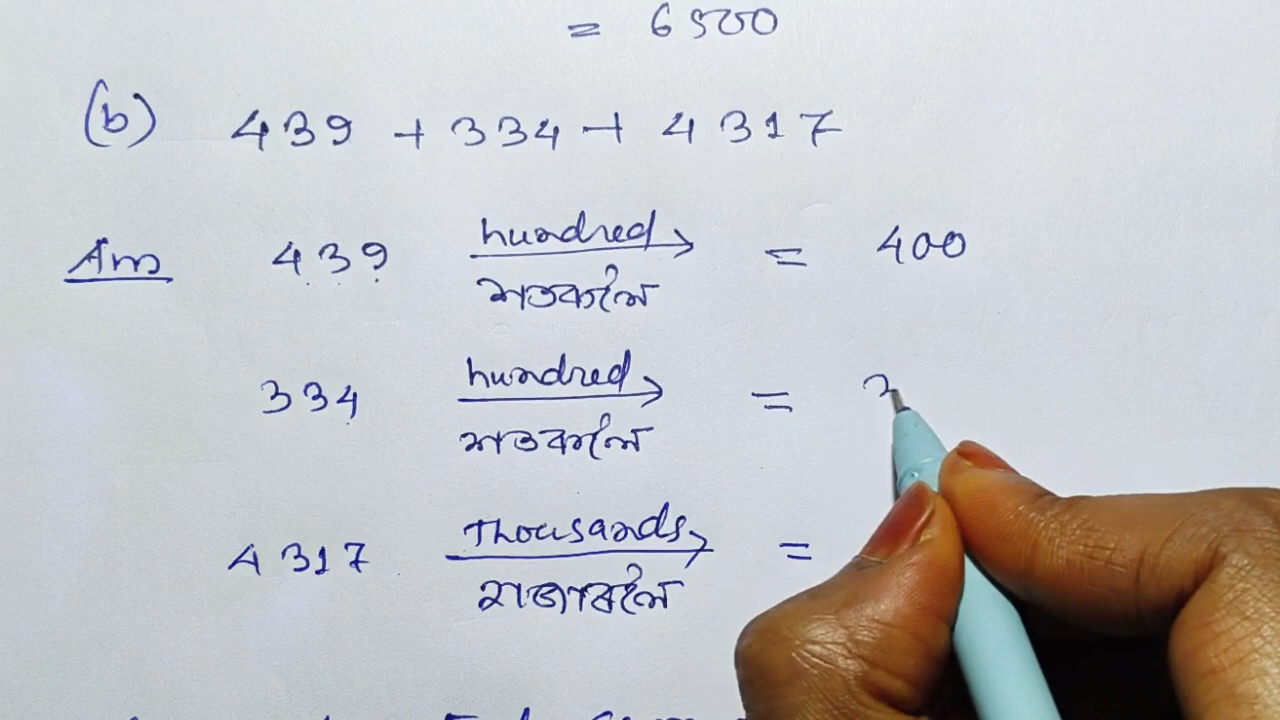 = 6500
(b) 439 + 334 + 4317
Ans 439 hundred = 400
শতকলৈ
334 hundred = 3
শতকলৈ
4317 Thousands =
হাজাৰলৈ